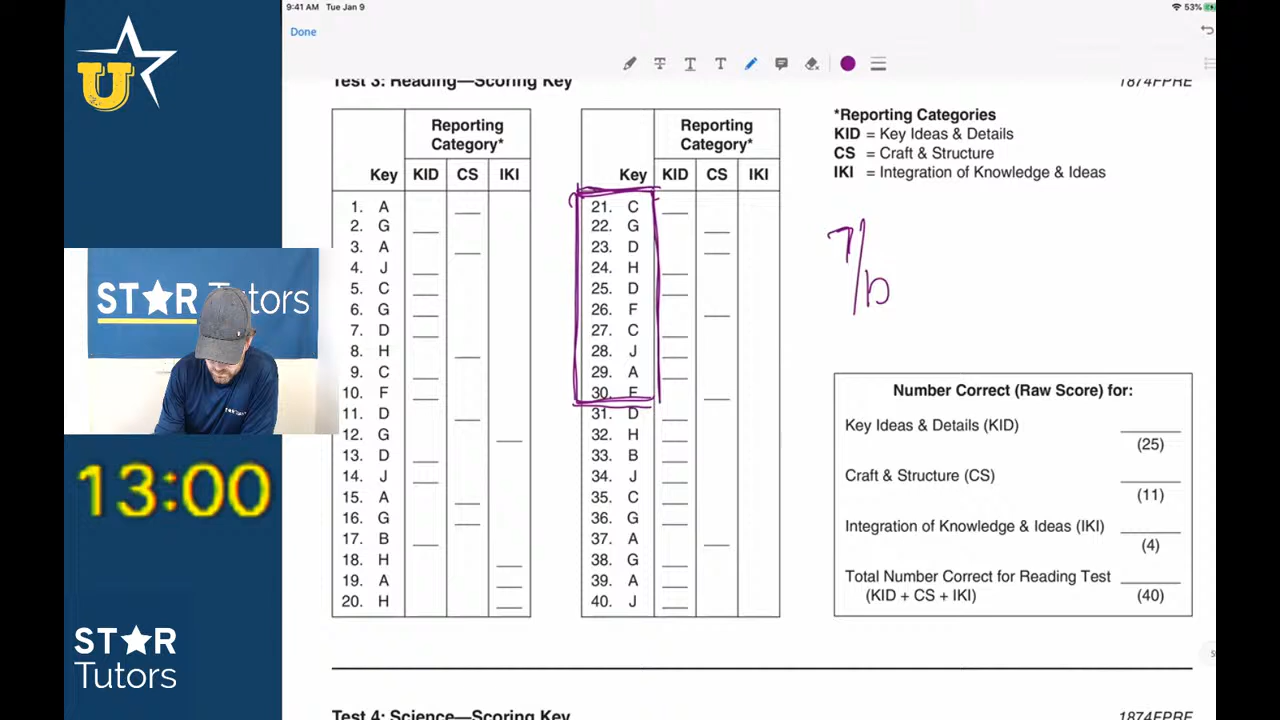 9:41 AM Tue Jan 9
53%
Done
U
Test 3: Reading—Scoring Key
1874FPRE
Reporting
Category*
Key KID CS IKI
1. A
2. G
3. A
4. J
5. C
6. G
7. D
8. H
9. C
10. F
11. D
12. G
13. D
14. J
15. A
16. G
17. B
18. H
19. A
20. H
Reporting
Category*
Key KID CS IKI
21. C
22. G
23. D
24. H
25. D
26. F
27. C
28. J
29. A
30. F
31. D
32. H
33. B
34. J
35. C
36. G
37. A
38. G
39. A
40. J
*Reporting Categories
KID = Key Ideas & Details
CS = Craft & Structure
IKI = Integration of Knowledge & Ideas
7/10
Number Correct (Raw Score) for:
Key Ideas & Details (KID)
(25)
Craft & Structure (CS)
(11)
Integration of Knowledge & Ideas (IKI)
(4)
Total Number Correct for Reading Test
(KID + CS + IKI)
(40)
STAR Tutors
13:00
STAR
Tutors
Test 4: Science—Scoring Key
1874FPRE